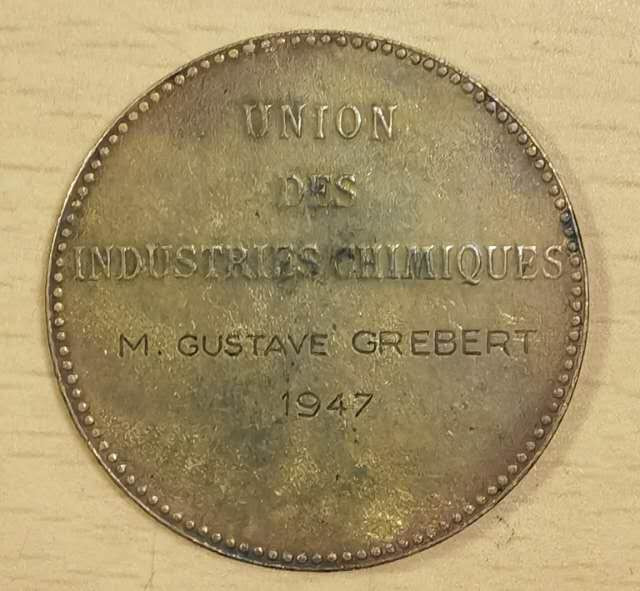 UNION
DES
INDUSTRIES CHIMIQUES
M. GUSTAVE GREBERT
1947